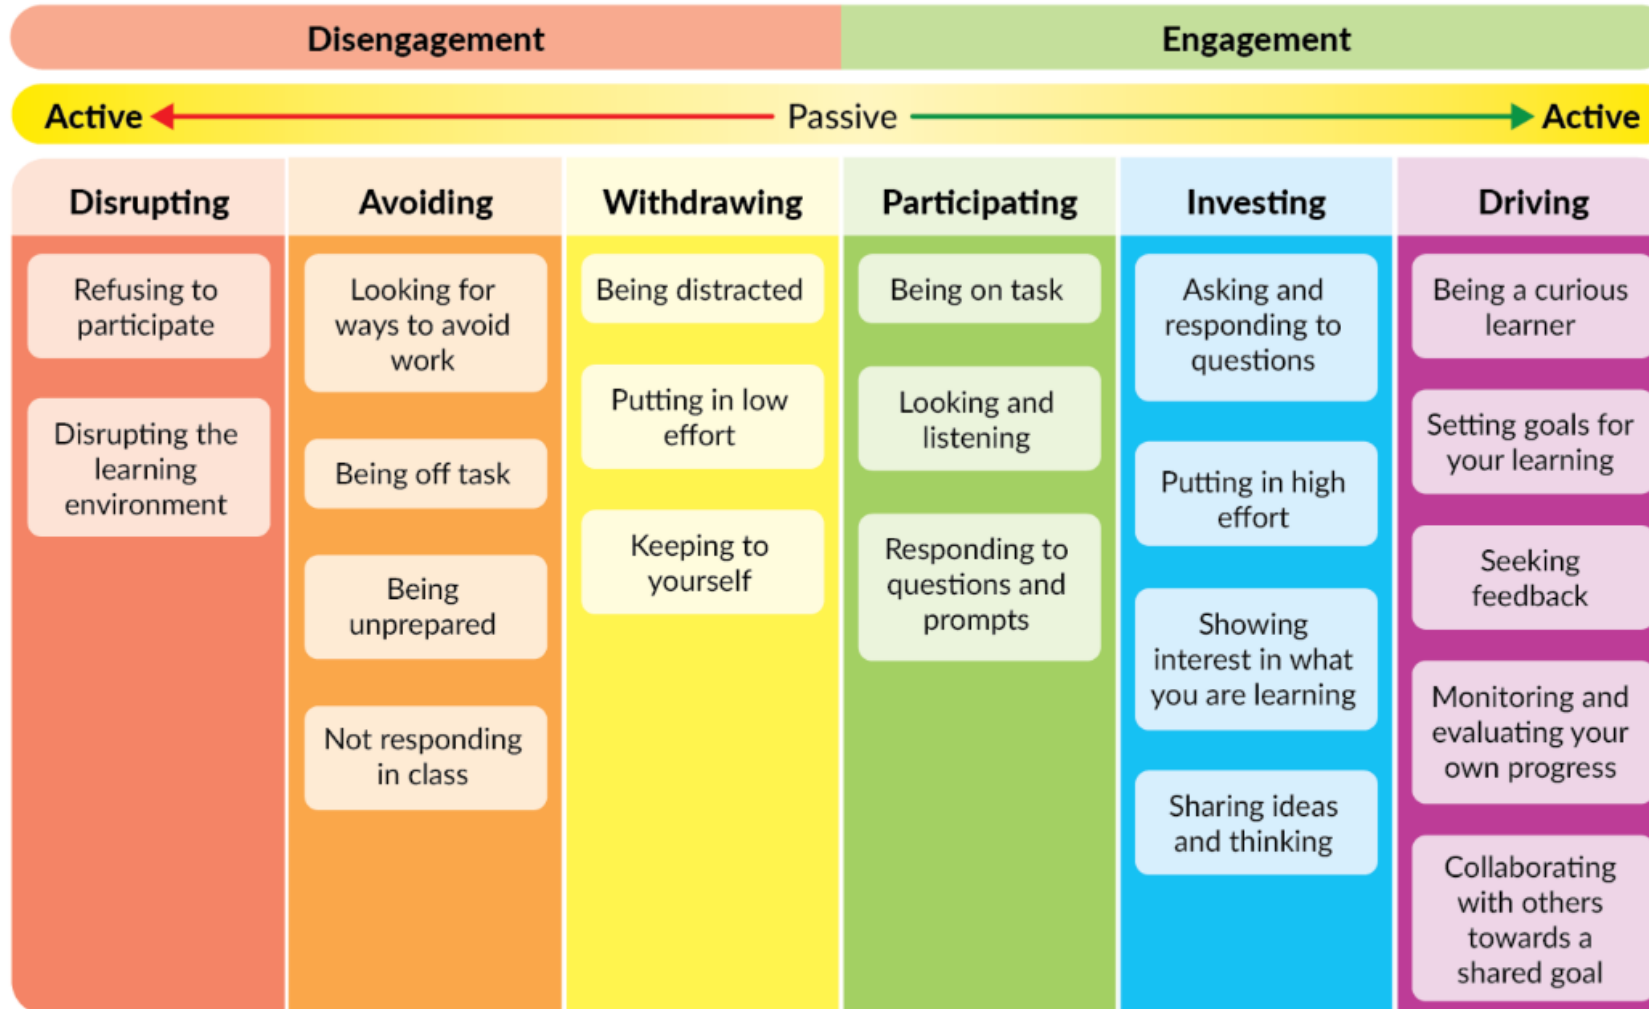 Disengagement
Engagement
Active
Passive
Active
Disrupting
Refusing to
participate
Disrupting the
learning
environment
Avoiding
Looking for
ways to avoid
work
Being off task
Being
unprepared
Not responding
in class
Withdrawing
Being distracted
Putting in low
effort
Keeping to
yourself
Participating
Being on task
Looking and
listening
Responding to
questions and
prompts
Investing
Asking and
responding to
questions
Putting in high
effort
Showing
interest in what
you are learning
Sharing ideas
and thinking
Driving
Being a curious
learner
Setting goals for
your learning
Seeking
feedback
Monitoring and
evaluating your
own progress
Collaborating
with others
towards a
shared goal